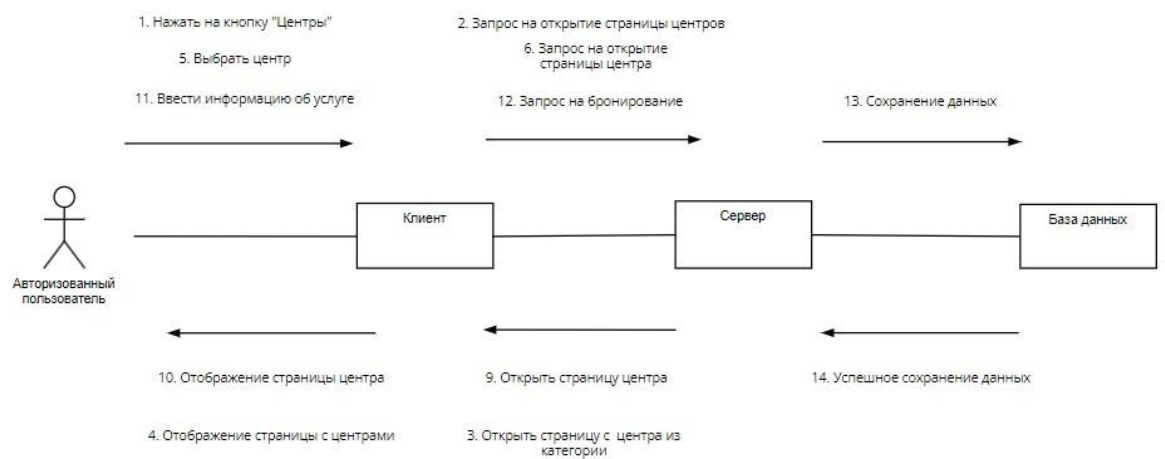 1. Нажать на кнопку "Центры"
2. Запрос на открытие страницы центров
5. Выбрать центр
6. Запрос на открытие
страницы центра
11. Ввести информацию об услуге
12. Запрос на бронирование
13. Сохранение данных
Клиент
Сервер
База данных
Авторизованный
пользователь
10. Отображение страницы центра
9. Открыть страницу центра
14. Успешное сохранение данных
4. Отображение страницы с центрами
3. Открыть страницу с центра из
категории